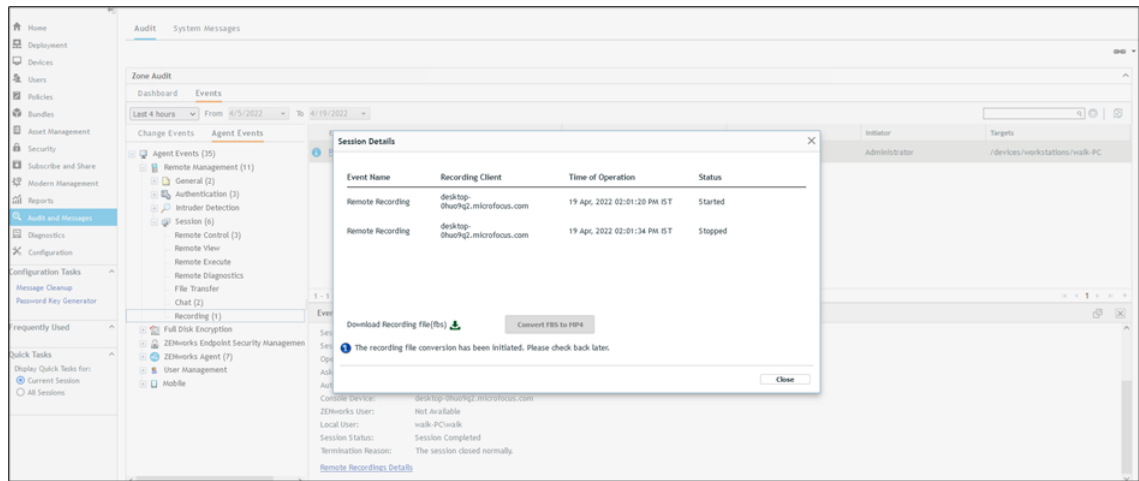 Home
Deployment
Devices
Users
Policies
Bundles
Asset Management
Security
Subscribe and Share
Modern Management
Reports
Audit and Messages
Diagnostics
Configuration
Configuration Tasks
Message Cleanup
Password Key Generator
Frequently Used
Quick Tasks
Display Quick Tasks for:
Current Session
All Sessions
Audit System Messages
Zone Audit
Dashboard Events
Last 4 hours From 4/5/2022 To 4/19/2022
Change Events Agent Events
Agent Events (35)
Remote Management (11)
General (2)
Authentication (3)
Intruder Detection
Session (6)
Remote Control (3)
Remote View
Remote Execute
Remote Diagnostics
File Transfer
Chat (2)
Recording (1)
Full Disk Encryption
ZENworks Endpoint Security Managemen
ZENworks Agent (7)
User Management
Mobile
Initiator Targets
Administrator /devices/workstations/walk-PC
Session Details
Event Name Recording Client Time of Operation Status
Remote Recording desktop-0huo9q2.microfocus.com 19 Apr, 2022 02:01:20 PM IST Started
Remote Recording desktop-0huo9q2.microfocus.com 19 Apr, 2022 02:01:34 PM IST Stopped
Download Recording file(fbs) Convert FBS to MP4
The recording file conversion has been initiated. Please check back later.
Close
1
Console Device: desktop-0huo9q2.microfocus.com
ZENworks User: Not Available
Local User: walk-PC\walk
Session Status: Session Completed
Termination Reason: The session closed normally.
Remote Recordings Details